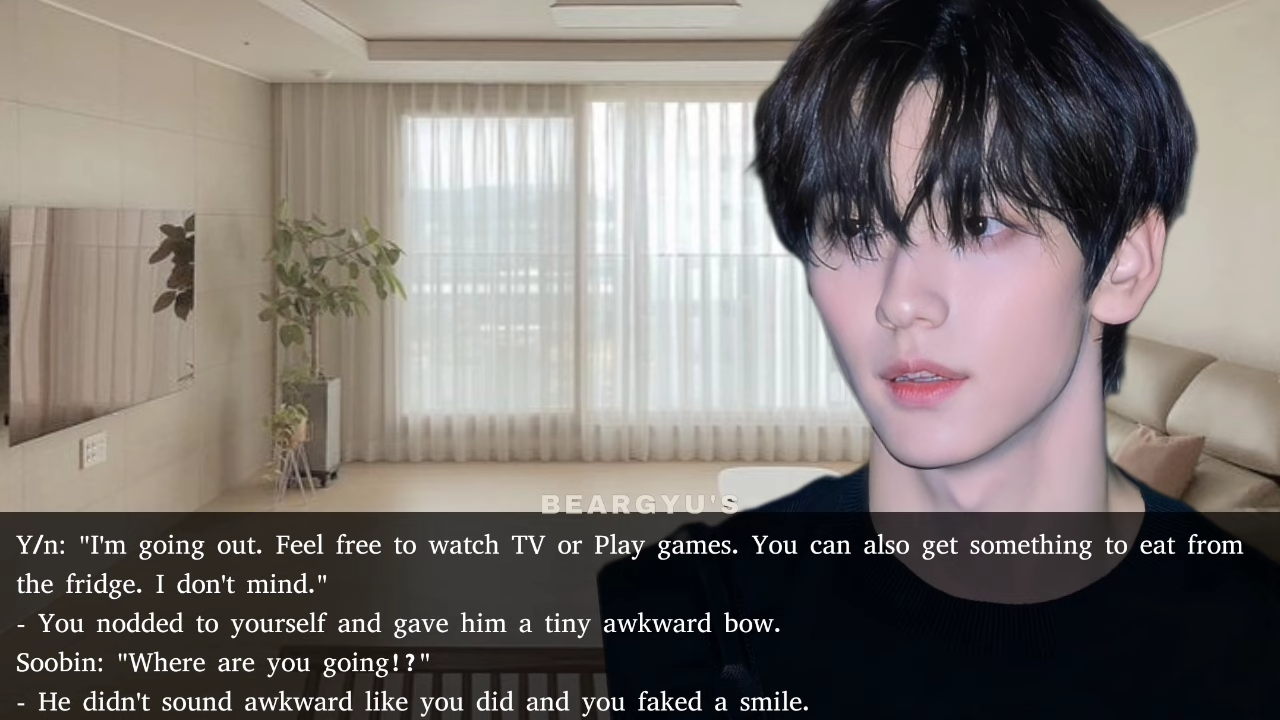 BEARGYU'S
Y/n: "I'm going out. Feel free to watch TV or Play games. You can also get something to eat from
the fridge. I don't mind."
- You nodded to yourself and gave him a tiny awkward bow.
Soobin: "Where are you going!?"
- He didn't sound awkward like you did and you faked a smile.